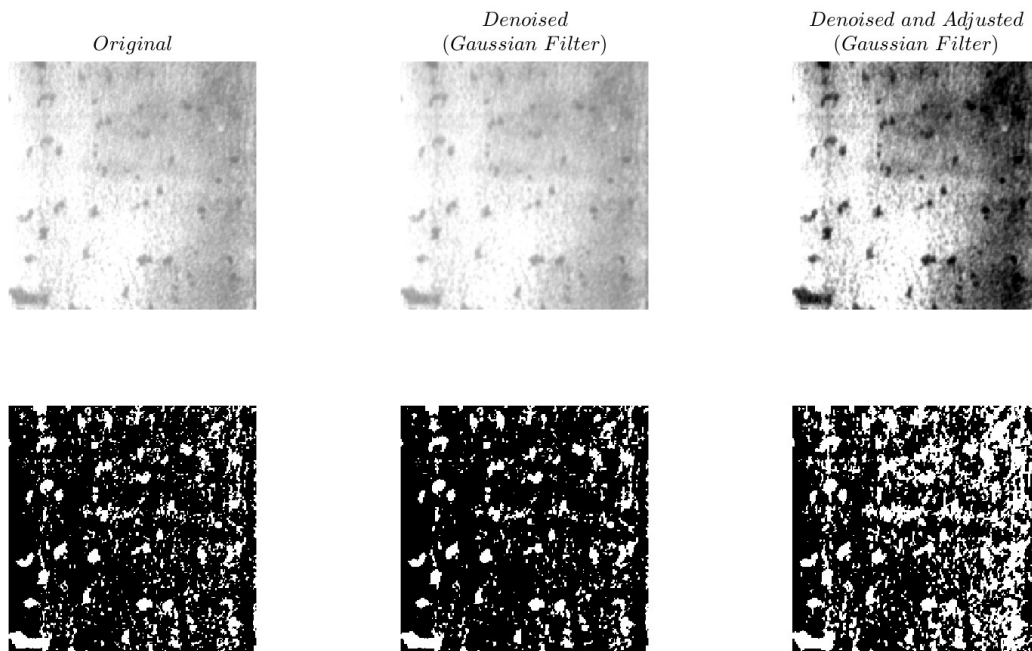 Original
Denoised
(Gaussian Filter)
Denoised and Adjusted
(Gaussian Filter)